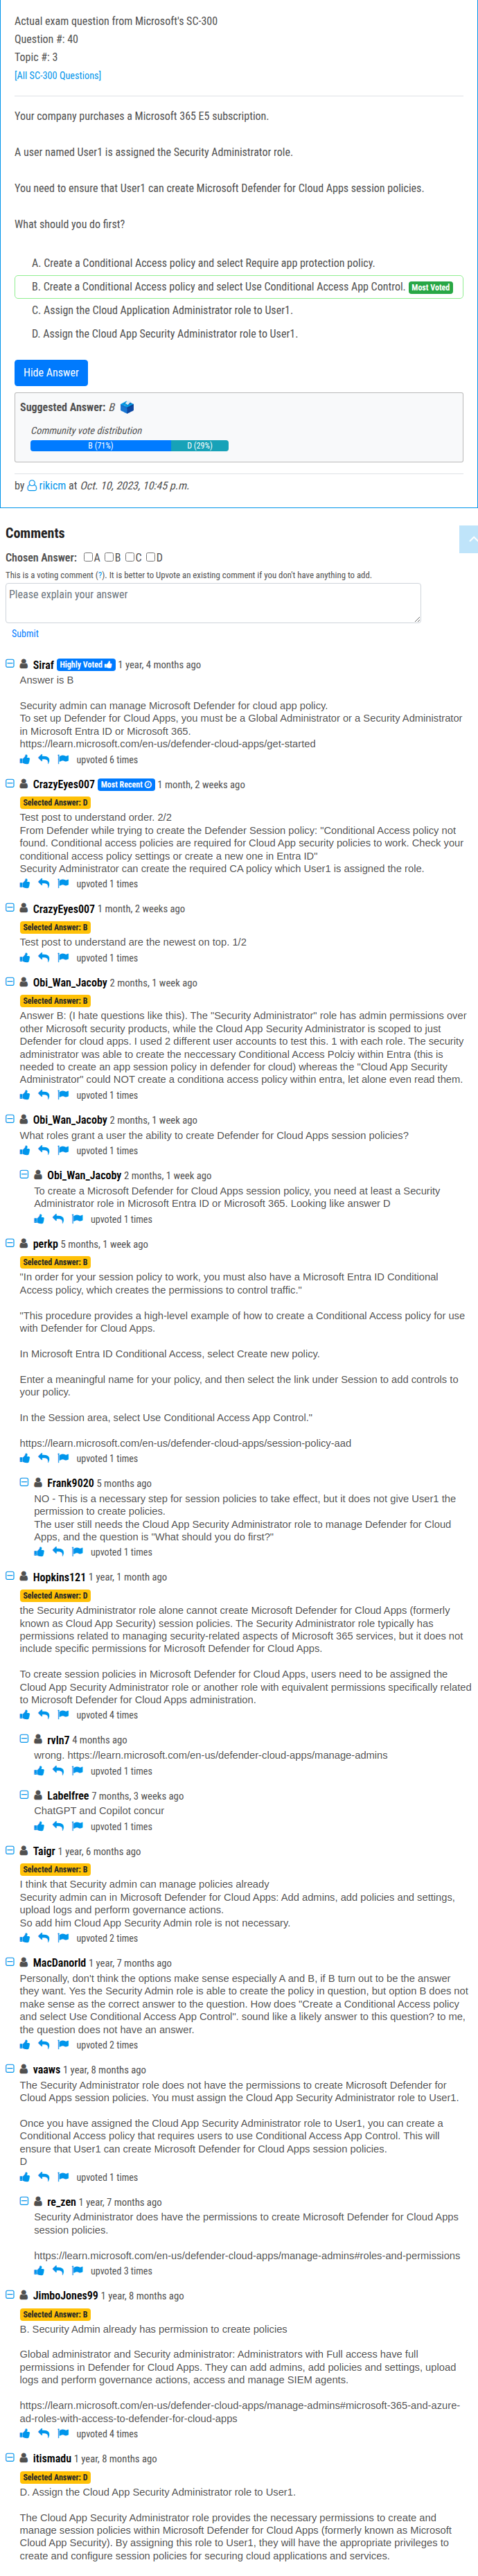 Actual exam question from Microsoft's SC-300
Question #: 40
Topic #: 3
[All SC-300 Questions]
Your company purchases a Microsoft 365 E5 subscription.
A user named User1 is assigned the Security Administrator role.
You need to ensure that User1 can create Microsoft Defender for Cloud Apps session policies.
What should you do first?
A. Create a Conditional Access policy and select Require app protection policy.
B. Create a Conditional Access policy and select Use Conditional Access App Control. Most Voted
C. Assign the Cloud Application Administrator role to User1.
D. Assign the Cloud App Security Administrator role to User1.
Hide Answer
Suggested Answer: B
Community vote distribution
B (71%) D (29%)
by rikicm at Oct. 10, 2023, 10:45 p.m.
Comments
Chosen Answer: A B C D
This is a voting comment (?). It is better to Upvote an existing comment if you don't have anything to add.
Please explain your answer
Submit
Siraf Highly Voted 1 year, 4 months ago
Answer is B
Security admin can manage Microsoft Defender for cloud app policy.
To set up Defender for Cloud Apps, you must be a Global Administrator or a Security Administrator
in Microsoft Entra ID or Microsoft 365.
https://learn.microsoft.com/en-us/defender-cloud-apps/get-started
upvoted 6 times
CrazyEyes007 Most Recent 1 month, 2 weeks ago
Selected Answer: D
Test post to understand order. 2/2
From Defender while trying to create the Defender Session policy: "Conditional Access policy not
found. Conditional access policies are required for Cloud App security policies to work. Check your
conditional access policy settings or create a new one in Entra ID"
Security Administrator can create the required CA policy which User1 is assigned the role.
upvoted 1 times
CrazyEyes007 1 month, 2 weeks ago
Selected Answer: B
Test post to understand are the newest on top. 1/2
upvoted 1 times
Obi_Wan_Jacoby 2 months, 1 week ago
Selected Answer: B
Answer B: (I hate questions like this). The "Security Administrator" role has admin permissions over
other Microsoft security products, while the Cloud App Security Administrator is scoped to just
Defender for cloud apps. I used 2 different user accounts to test this. 1 with each role. The security
administrator was able to create the neccessary Conditional Access Polciy within Entra (this is
needed to create an app session policy in defender for cloud) whereas the "Cloud App Security
Administrator" could NOT create a conditiona access policy within entra, let alone even read them.
upvoted 1 times
Obi_Wan_Jacoby 2 months, 1 week ago
What roles grant a user the ability to create Defender for Cloud Apps session policies?
upvoted 1 times
Obi_Wan_Jacoby 2 months, 1 week ago
To create a Microsoft Defender for Cloud Apps session policy, you need at least a Security
Administrator role in Microsoft Entra ID or Microsoft 365. Looking like answer D
upvoted 1 times
perkp 5 months, 1 week ago
Selected Answer: B
"In order for your session policy to work, you must also have a Microsoft Entra ID Conditional
Access policy, which creates the permissions to control traffic."
"This procedure provides a high-level example of how to create a Conditional Access policy for use
with Defender for Cloud Apps.
In Microsoft Entra ID Conditional Access, select Create new policy.
Enter a meaningful name for your policy, and then select the link under Session to add controls to
your policy.
In the Session area, select Use Conditional Access App Control."
https://learn.microsoft.com/en-us/defender-cloud-apps/session-policy-aad
upvoted 1 times
Frank9020 5 months ago
NO - This is a necessary step for session policies to take effect, but it does not give User1 the
permission to create policies.
The user still needs the Cloud App Security Administrator role to manage Defender for Cloud
Apps, and the question is "What should you do first?"
upvoted 1 times
Hopkins121 1 year, 1 month ago
Selected Answer: D
the Security Administrator role alone cannot create Microsoft Defender for Cloud Apps (formerly
known as Cloud App Security) session policies. The Security Administrator role typically has
permissions related to managing security-related aspects of Microsoft 365 services, but it does not
include specific permissions for Microsoft Defender for Cloud Apps.
To create session policies in Microsoft Defender for Cloud Apps, users need to be assigned the
Cloud App Security Administrator role or another role with equivalent permissions specifically related
to Microsoft Defender for Cloud Apps administration.
upvoted 4 times
rvln7 4 months ago
wrong. https://learn.microsoft.com/en-us/defender-cloud-apps/manage-admins
upvoted 1 times
Labelfree 7 months, 3 weeks ago
ChatGPT and Copilot concur
upvoted 1 times
Taigr 1 year, 6 months ago
Selected Answer: B
I think that Security admin can manage policies already
Security admin can in Microsoft Defender for Cloud Apps: Add admins, add policies and settings,
upload logs and perform governance actions.
So add him Cloud App Security Admin role is not necessary.
upvoted 2 times
MacDanorld 1 year, 7 months ago
Personally, don't think the options make sense especially A and B, if B turn out to be the answer
they want. Yes the Security Admin role is able to create the policy in question, but option B does not
make sense as the correct answer to the question. How does "Create a Conditional Access policy
and select Use Conditional Access App Control". sound like a likely answer to this question? to me,
the question does not have an answer.
upvoted 2 times
vaaws 1 year, 8 months ago
The Security Administrator role does not have the permissions to create Microsoft Defender for
Cloud Apps session policies. You must assign the Cloud App Security Administrator role to User1.
Once you have assigned the Cloud App Security Administrator role to User1, you can create a
Conditional Access policy that requires users to use Conditional Access App Control. This will
ensure that User1 can create Microsoft Defender for Cloud Apps session policies.
D
upvoted 1 times
re_zen 1 year, 7 months ago
Security Administrator does have the permissions to create Microsoft Defender for Cloud Apps
session policies.
https://learn.microsoft.com/en-us/defender-cloud-apps/manage-admins#roles-and-permissions
upvoted 3 times
JimboJones99 1 year, 8 months ago
Selected Answer: B
B. Security Admin already has permission to create policies
Global administrator and Security administrator: Administrators with Full access have full
permissions in Defender for Cloud Apps. They can add admins, add policies and settings, upload
logs and perform governance actions, access and manage SIEM agents.
https://learn.microsoft.com/en-us/defender-cloud-apps/manage-admins#microsoft-365-and-azure-
ad-roles-with-access-to-defender-for-cloud-apps
upvoted 4 times
itismadu 1 year, 8 months ago
Selected Answer: D
D. Assign the Cloud App Security Administrator role to User1.
The Cloud App Security Administrator role provides the necessary permissions to create and
manage session policies within Microsoft Defender for Cloud Apps (formerly known as Microsoft
Cloud App Security). By assigning this role to User1, they will have the appropriate privileges to
create and configure session policies for securing cloud applications and services.